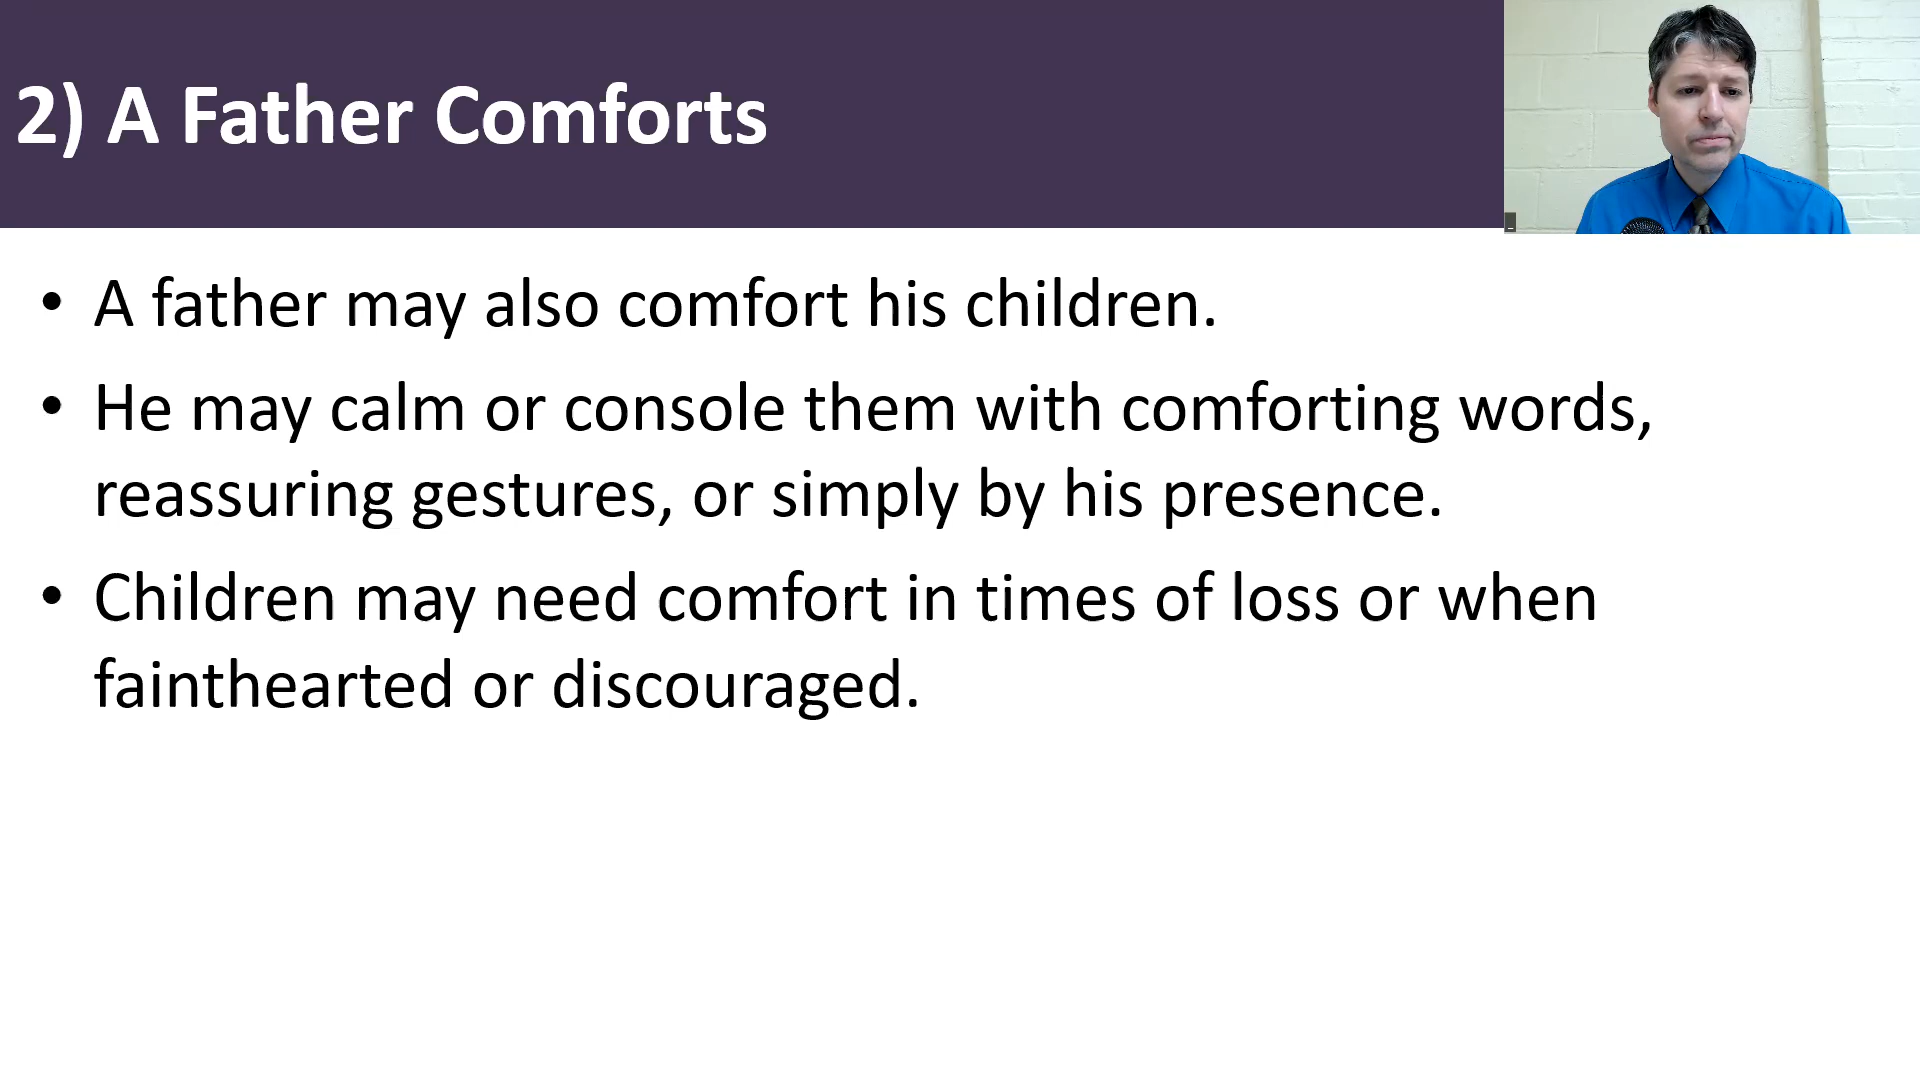 2) A Father Comforts
• A father may also comfort his children.
• He may calm or console them with comforting words,
reassuring gestures, or simply by his presence.
• Children may need comfort in times of loss or when
fainthearted or discouraged.